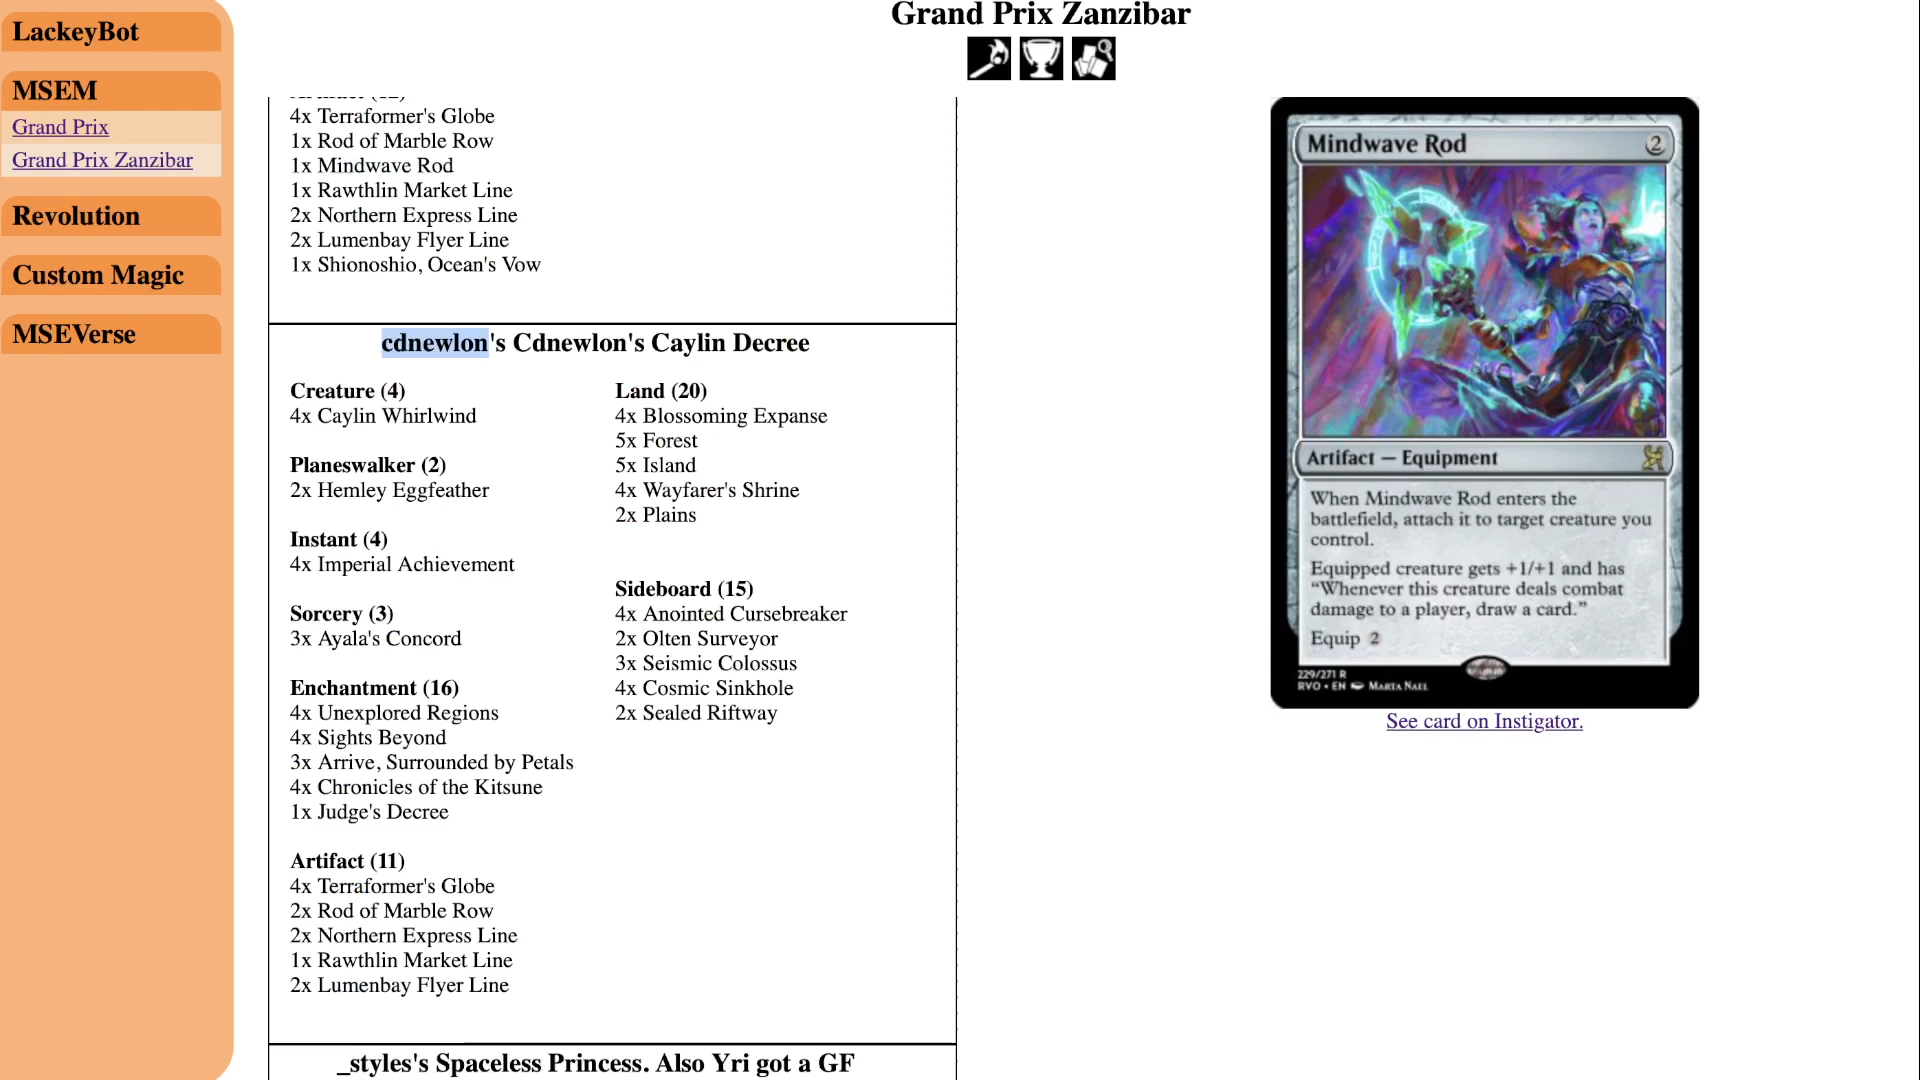 LackeyBot
MSEM
Grand Prix
Grand Prix Zanzibar
Revolution
Custom Magic
MSEVerse
Grand Prix Zanzibar
4x Terraformer's Globe
1x Rod of Marble Row
1x Mindwave Rod
1x Rawthlin Market Line
2x Northern Express Line
2x Lumenbay Flyer Line
1x Shionoshio, Ocean's Vow
cdnewlon's Cdnewlon's Caylin Decree
Creature (4)
4x Caylin Whirlwind
Planeswalker (2)
2x Hemley Eggfeather
Instant (4)
4x Imperial Achievement
Sorcery (3)
3x Ayala's Concord
Enchantment (16)
4x Unexplored Regions
4x Sights Beyond
3x Arrive, Surrounded by Petals
4x Chronicles of the Kitsune
1x Judge's Decree
Artifact (11)
4x Terraformer's Globe
2x Rod of Marble Row
2x Northern Express Line
1x Rawthlin Market Line
2x Lumenbay Flyer Line
Land (20)
4x Blossoming Expanse
5x Forest
5x Island
4x Wayfarer's Shrine
2x Plains
Sideboard (15)
4x Anointed Cursebreaker
2x Olten Surveyor
3x Seismic Colossus
4x Cosmic Sinkhole
2x Sealed Riftway
_styles's Spaceless Princess. Also Yri got a GF
Mindwave Rod 2
Artifact — Equipment
When Mindwave Rod enters the
battlefield, attach it to target creature you
control.
Equipped creature gets +1/+1 and has
“Whenever this creature deals combat
damage to a player, draw a card.”
Equip 2
229/271 R
RVO • EN Marta Nael
See card on Instigator.